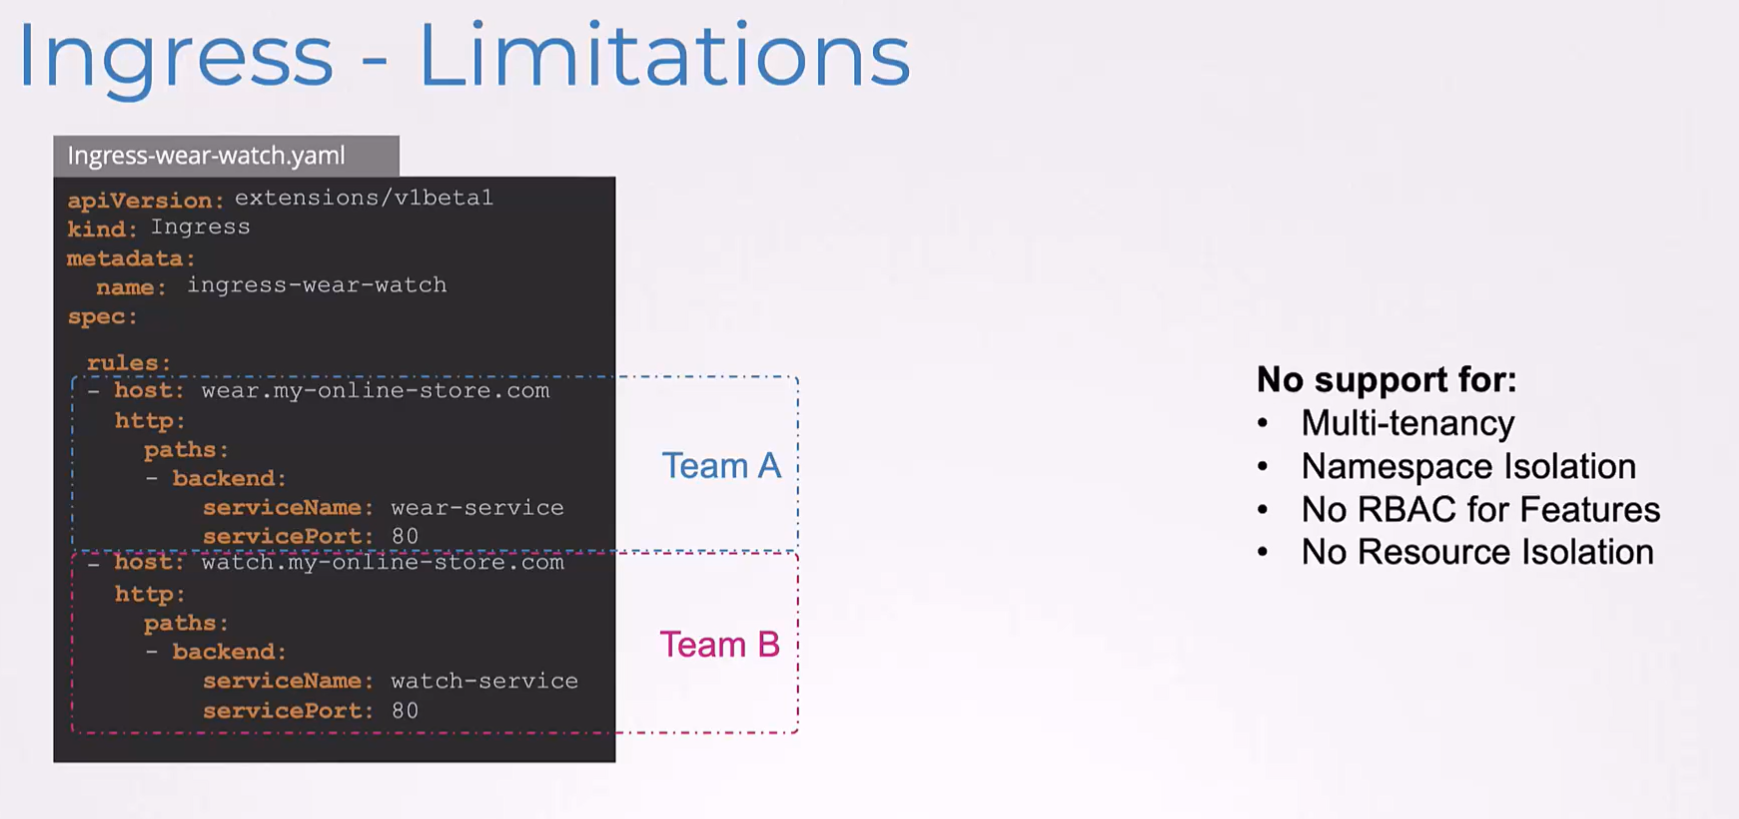 Ingress - Limitations
Ingress-wear-watch.yaml
apiVersion: extensions/v1beta1
kind: Ingress
metadata:
  name: ingress-wear-watch
spec:
  rules:
  - host: wear.my-online-store.com
    http:
      paths:
      - backend:
          serviceName: wear-service
          servicePort: 80
  - host: watch.my-online-store.com
    http:
      paths:
      - backend:
          serviceName: watch-service
          servicePort: 80
Team A
Team B
No support for:
• Multi-tenancy
• Namespace Isolation
• No RBAC for Features
• No Resource Isolation